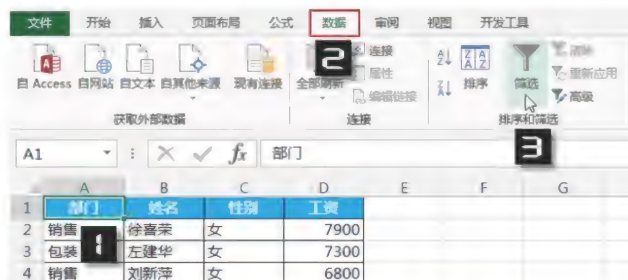 文件 开始 插入 页面布局 公式 数据 审阅 视图 开发工具
自 Access 自网站 自文本 自其他来源 现有连接 全部刷新 连接 属性 编辑链接 排序 筛选 清除 重新应用 高级
获取外部数据 连接 排序和筛选
2
3
A1 fx 部门
A B C D E F G
1 部门 姓名 性别 工资
2 销售 徐喜荣 女 7900
1
3 包装 左建华 女 7300
4 销售 刘新萍 女 6800